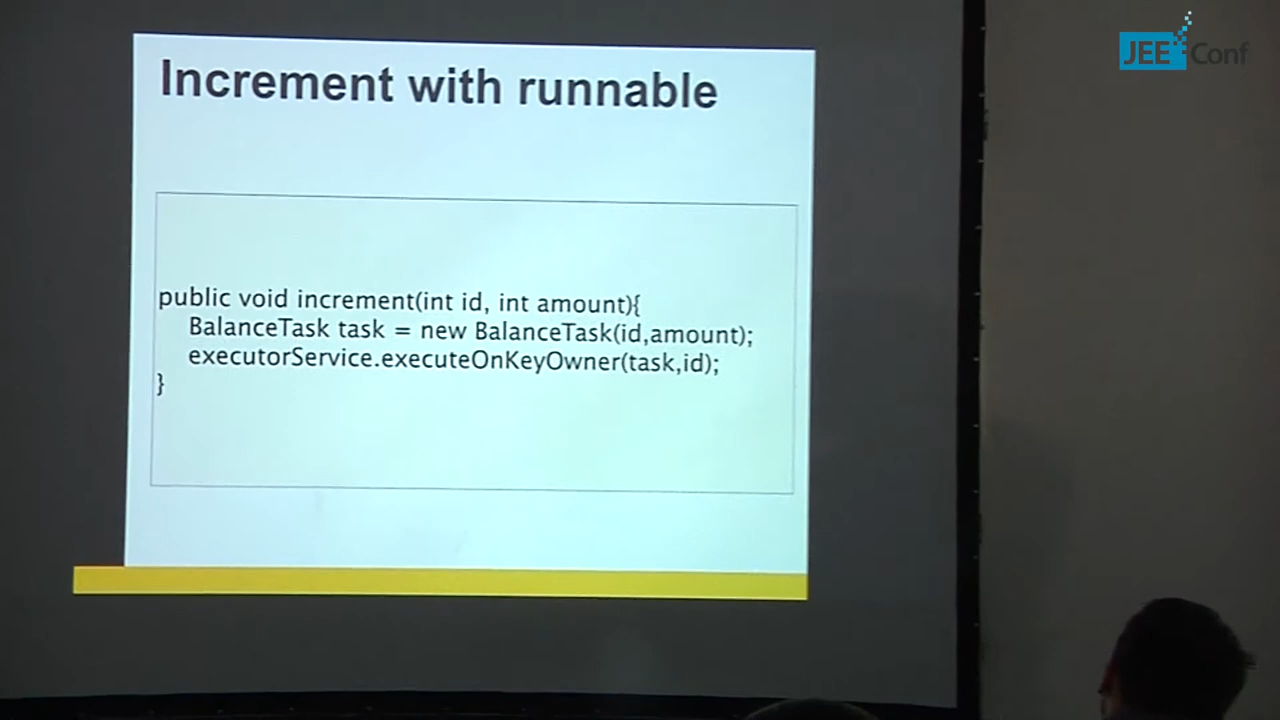 JEE Conf
Increment with runnable
public void increment(int id, int amount){
BalanceTask task = new BalanceTask(id,amount);
executorService.executeOnKeyOwner(task,id);
}